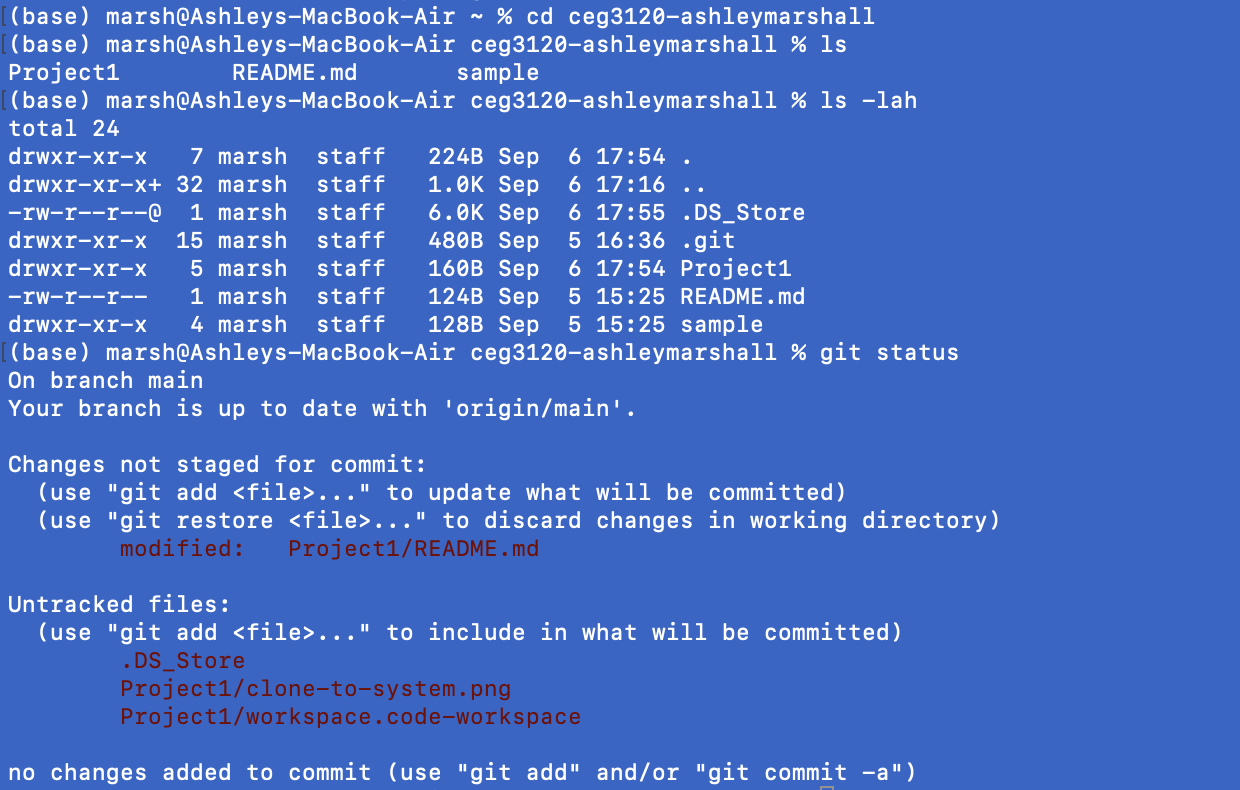 (base) marsh@Ashleys-MacBook-Air ~ % cd ceg3120-ashleymarshall
(base) marsh@Ashleys-MacBook-Air ceg3120-ashleymarshall % ls
Project1        README.md       sample
(base) marsh@Ashleys-MacBook-Air ceg3120-ashleymarshall % ls -lah
total 24
drwxr-xr-x   7 marsh  staff   224B Sep  6 17:54 .
drwxr-xr-x+ 32 marsh  staff   1.0K Sep  6 17:16 ..
-rw-r--r--@  1 marsh  staff   6.0K Sep  6 17:55 .DS_Store
drwxr-xr-x  15 marsh  staff   480B Sep  5 16:36 .git
drwxr-xr-x   5 marsh  staff   160B Sep  6 17:54 Project1
-rw-r--r--   1 marsh  staff   124B Sep  5 15:25 README.md
drwxr-xr-x   4 marsh  staff   128B Sep  5 15:25 sample
(base) marsh@Ashleys-MacBook-Air ceg3120-ashleymarshall % git status
On branch main
Your branch is up to date with 'origin/main'.

Changes not staged for commit:
  (use "git add <file>..." to update what will be committed)
  (use "git restore <file>..." to discard changes in working directory)
        modified:   Project1/README.md

Untracked files:
  (use "git add <file>..." to include in what will be committed)
        .DS_Store
        Project1/clone-to-system.png
        Project1/workspace.code-workspace

no changes added to commit (use "git add" and/or "git commit -a")